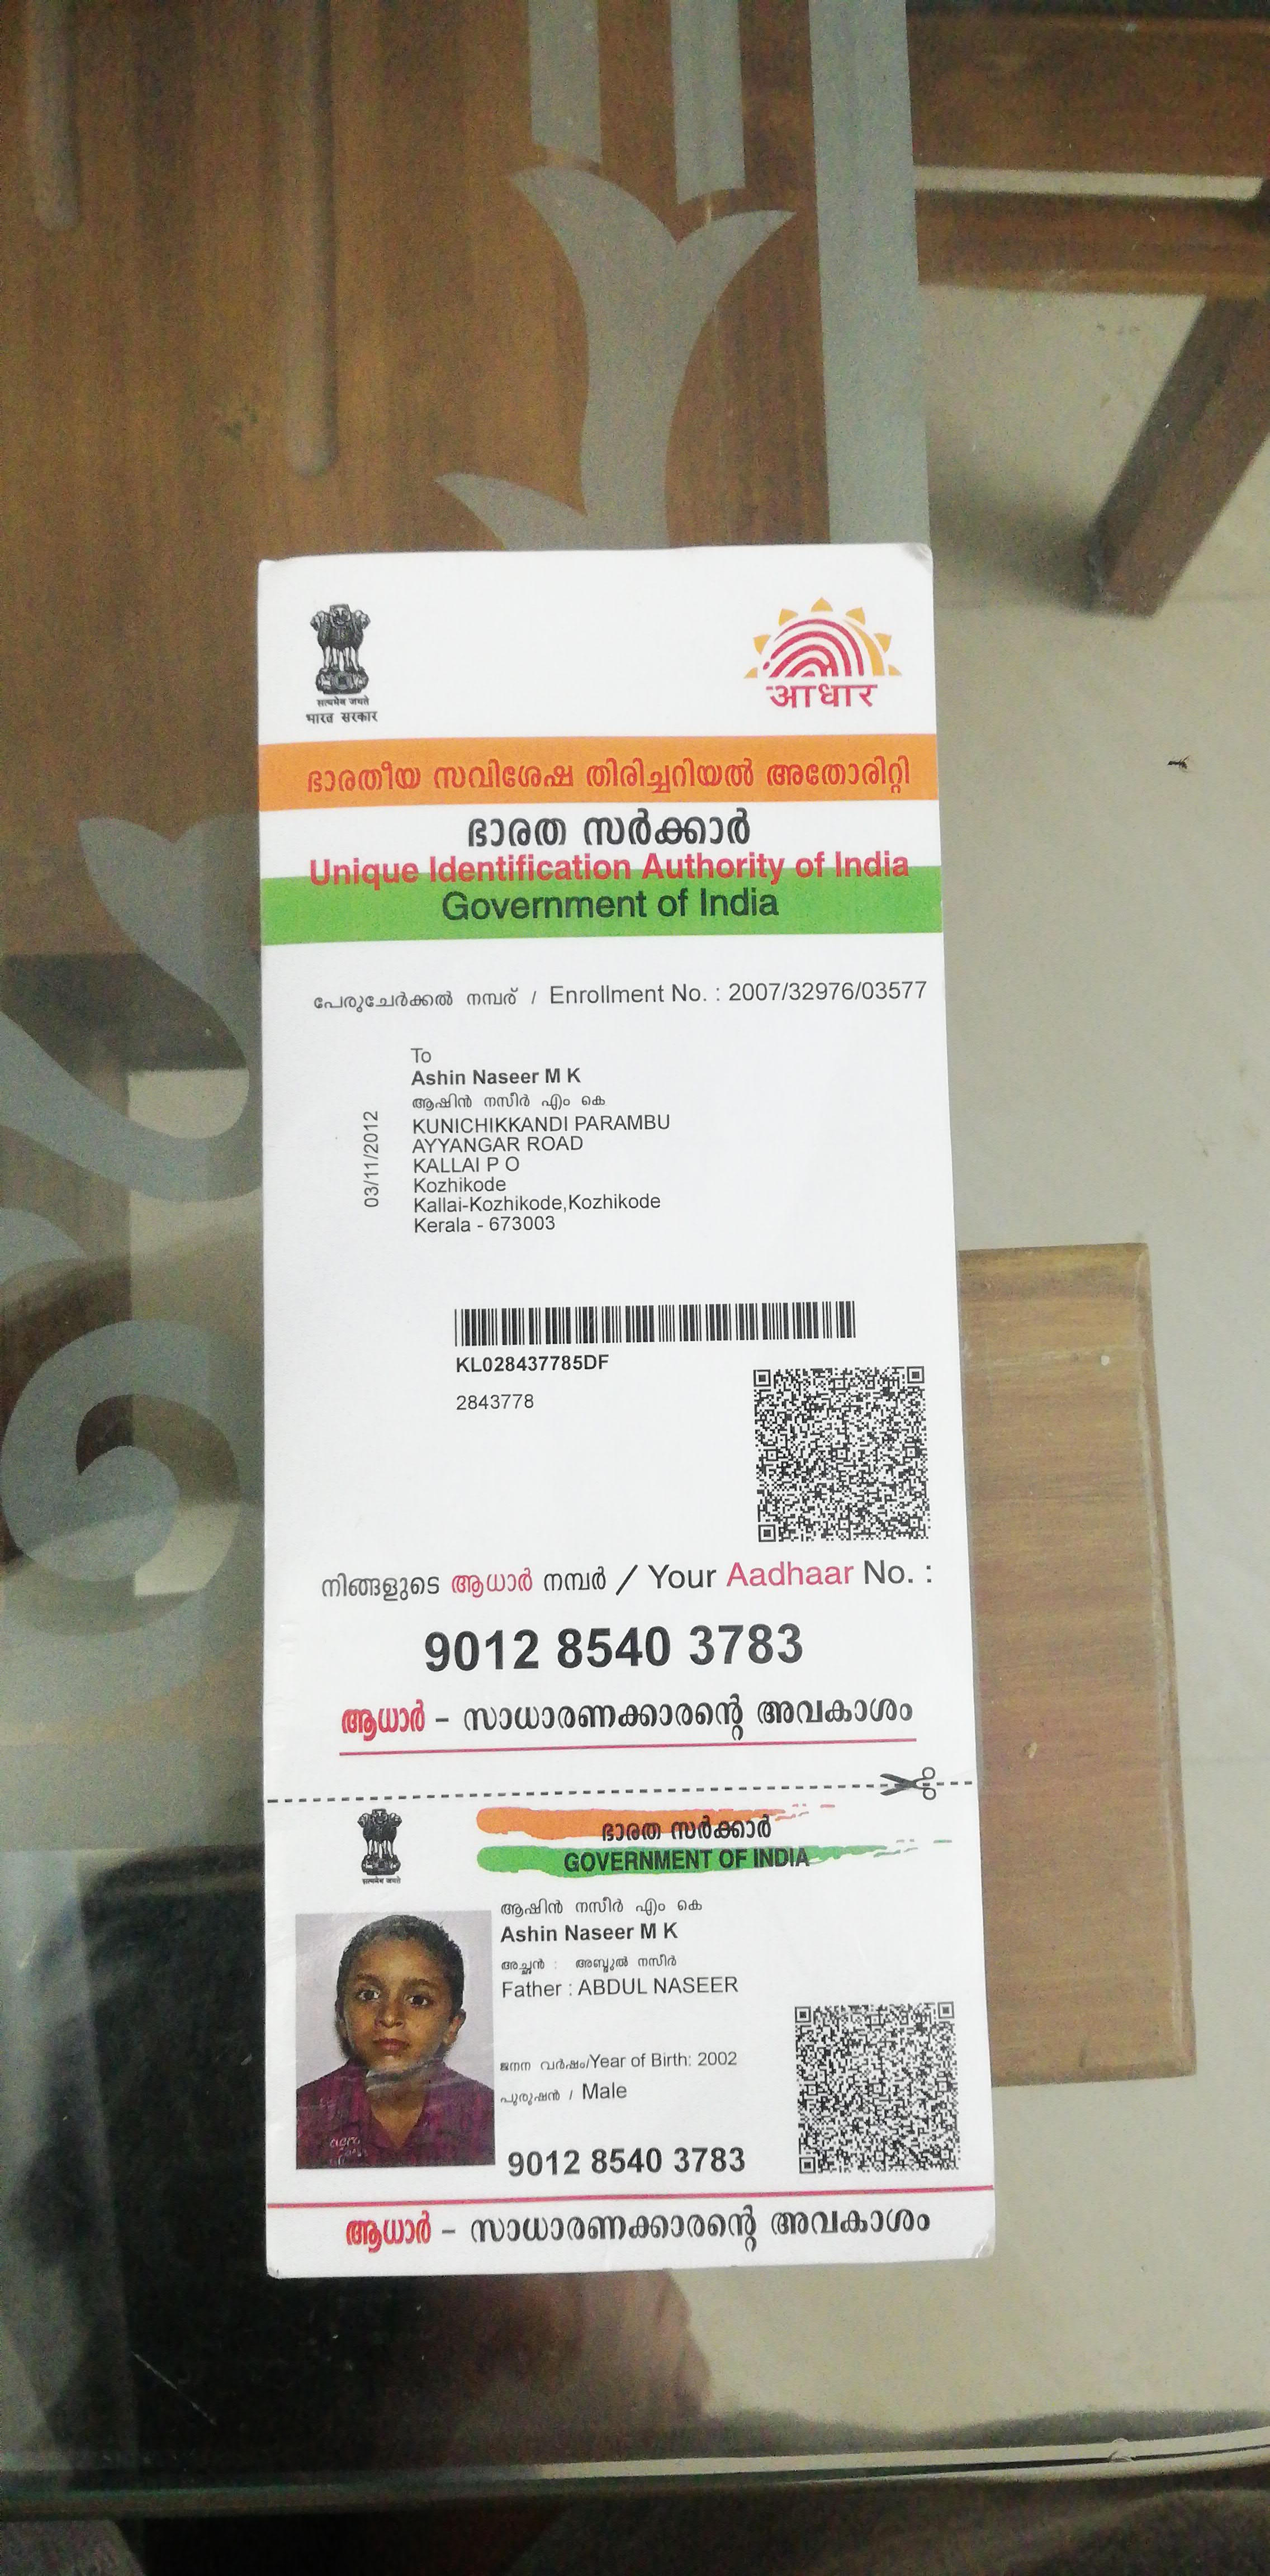 सत्यमेव जयते
भारत सरकार
आधार
ഭാരതീയ സവിശേഷ തിരിച്ചറിയൽ അതോരിറ്റി
ഭാരത സർക്കാർ
Unique Identification Authority of India
Government of India
പേരുചേർക്കൽ നമ്പര് / Enrollment No. : 2007/32976/03577
03/11/2012
To
Ashin Naseer M K
ആഷിൻ നസീർ എം കെ
KUNICHIKKANDI PARAMBU
AYYANGAR ROAD
KALLAI P O
Kozhikode
Kallai-Kozhikode,Kozhikode
Kerala - 673003
KL028437785DF
2843778
നിങ്ങളുടെ ആധാർ നമ്പർ / Your Aadhaar No. :
9012 8540 3783
ആധാർ – സാധാരണക്കാരന്റെ അവകാശം
सत्यमेव जयते
ഭാരത സർക്കാർ
GOVERNMENT OF INDIA
ആഷിൻ നസീർ എം കെ
Ashin Naseer M K
അച്ഛൻ : അബ്ദുൽ നസീർ
Father : ABDUL NASEER
ജനന വർഷം/Year of Birth: 2002
പുരുഷൻ / Male
9012 8540 3783
ആധാർ – സാധാരണക്കാരന്റെ അവകാശം